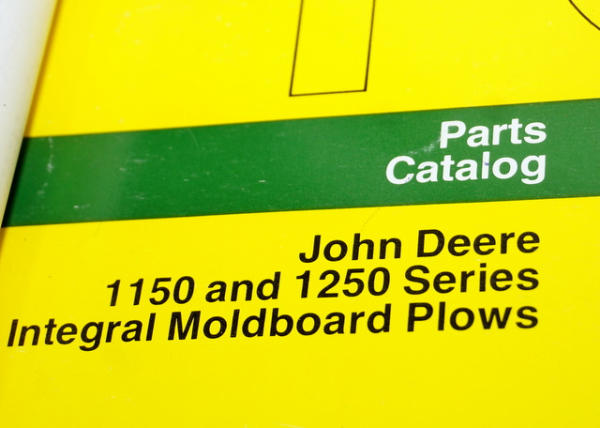 Parts
Catalog
John Deere
1150 and 1250 Series
Integral Moldboard Plows